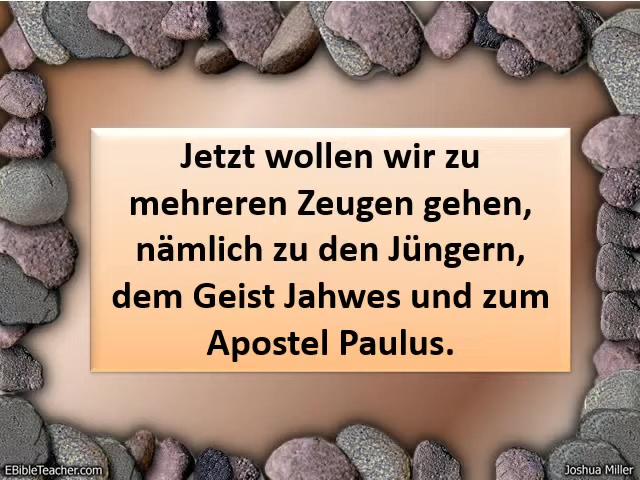 Jetzt wollen wir zu
mehreren Zeugen gehen,
nämlich zu den Jüngern,
dem Geist Jahwes und zum
Apostel Paulus.
EBibleTeacher.com
Joshua Miller